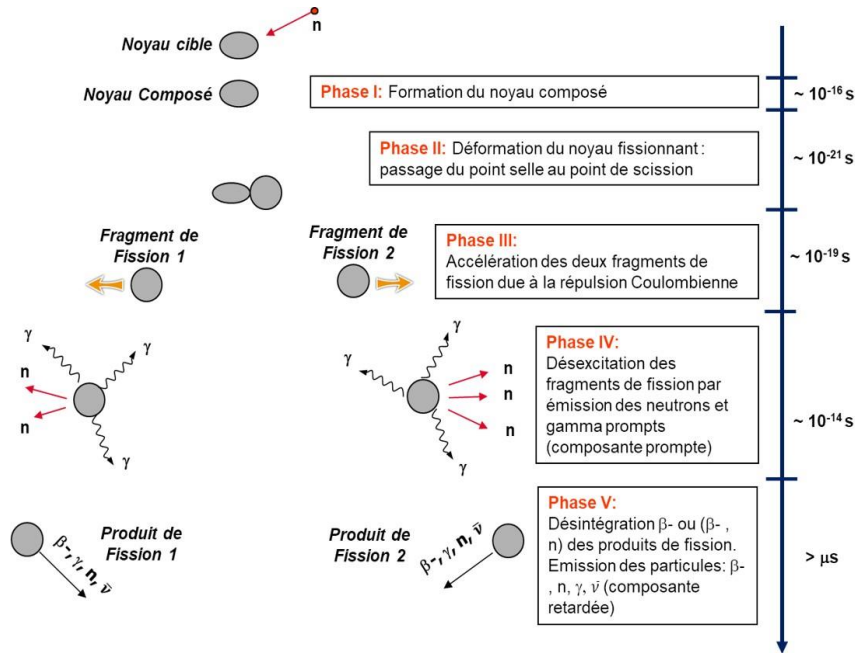 n
Noyau cible
Noyau Composé
Phase I: Formation du noyau composé
~ 10-16 s
Phase II: Déformation du noyau fissionnant :
passage du point selle au point de scission
~ 10-21 s
Fragment de
Fission 1
Fragment de
Fission 2
Phase III:
Accélération des deux fragments de
fission due à la répulsion Coulombienne
~ 10-19 s
γ
γ
n
n
γ
γ
γ
n
n
n
γ
Phase IV:
Désexcitation des
fragments de fission par
émission des neutrons et
gamma prompts
(composante prompte)
~ 10-14 s
Produit de
Fission 1
β-, γ, n, ν̄
Produit de
Fission 2
β-, γ, n, ν̄
Phase V:
Désintégration β- ou (β- ,
n) des produits de fission.
Emission des particules: β-
, n, γ, ν̄ (composante
retardée)
> μs